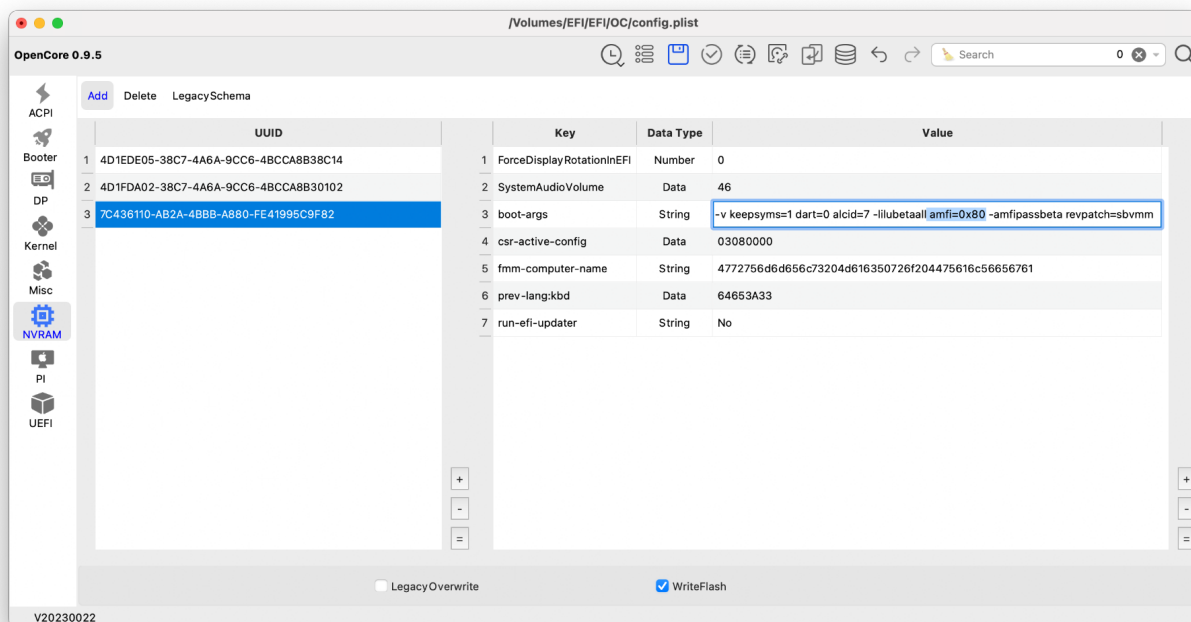 /Volumes/EFI/EFI/OC/config.plist
OpenCore 0.9.5
Search 0
ACPI
Booter
DP
Kernel
Misc
NVRAM
PI
UEFI
Add Delete LegacySchema
UUID
1 4D1EDE05-38C7-4A6A-9CC6-4BCCA8B38C14
2 4D1FDA02-38C7-4A6A-9CC6-4BCCA8B30102
3 7C436110-AB2A-4BBB-A880-FE41995C9F82
Key Data Type Value
1 ForceDisplayRotationInEFI Number 0
2 SystemAudioVolume Data 46
3 boot-args String -v keepsyms=1 dart=0 alcid=7 -lilubetaall amfi=0x80 -amfipassbeta revpatch=sbvmm
4 csr-active-config Data 03080000
5 fmm-computer-name String 4772756d6d656c73204d616350726f204475616c56656761
6 prev-lang:kbd Data 64653A33
7 run-efi-updater String No
+
-
=
+
-
=
LegacyOverwrite WriteFlash
V20230022